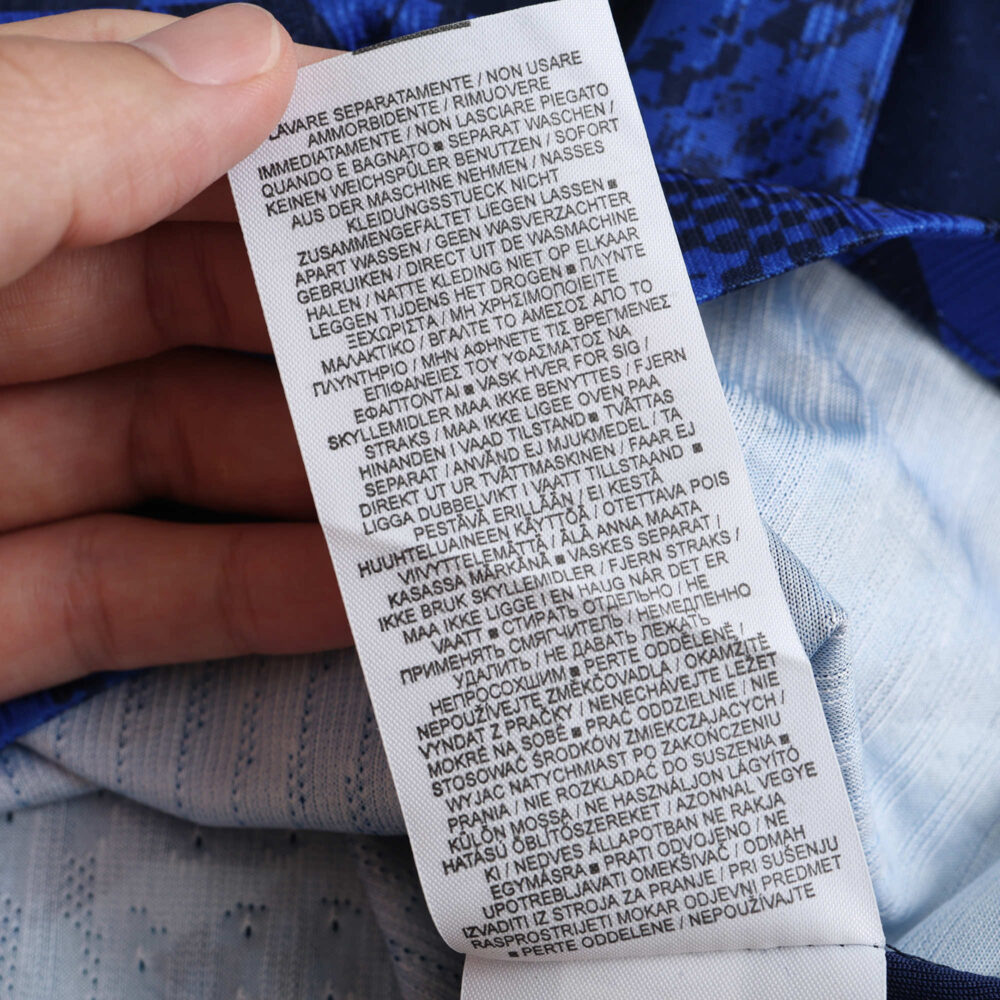 LAVARE SEPARATAMENTE / NON USARE
AMMORBIDENTE / RIMUOVERE
IMMEDIATAMENTE / NON LASCIARE PIEGATO
QUANDO E BAGNATO ■ SEPARAT WASCHEN /
KEINEN WEICHSPÜLER BENUTZEN / SOFORT
AUS DER MASCHINE NEHMEN / NASSES
KLEIDUNGSSTUECK NICHT
ZUSAMMENGEFALTET LIEGEN LASSEN ■
APART WASSEN / GEEN WASVERZACHTER
GEBRUIKEN / DIRECT UIT DE WASMACHINE
HALEN / NATTE KLEDING NIET OP ELKAAR
LEGGEN TIJDENS HET DROGEN ■ ΠΛΥΝΤΕ
ΞΕΧΩΡΙΣΤΑ / ΜΗ ΧΡΗΣΙΜΟΠΟΙΕΙΤΕ
ΜΑΛΑΚΤΙΚΟ / ΒΓΑΛΤΕ ΤΟ ΑΜΕΣΟΣ ΑΠΟ ΤΟ
ΠΛΥΝΤΗΡΙΟ / ΜΗΝ ΑΦΗΝΕΤΕ ΤΙΣ ΒΡΕΓΜΕΝΕΣ
ΕΠΙΦΑΝΕΙΕΣ ΤΟΥ ΥΦΑΣΜΑΤΟΣ ΝΑ
ΕΦΑΠΤΟΝΤΑΙ ■ VASK HVER FOR SIG /
SKYLLEMIDLER MAA IKKE BENYTTES / FJERN
STRAKS / MAA IKKE LIGEE OVEN PAA
HINANDEN I VAAD TILSTAND ■ TVÄTTAS
SEPARAT / ANVÄND EJ MJUKMEDEL / TA
DIREKT UT UR TVÄTTMASKINEN / FAAR EJ
LIGGA DUBBELVIKT I VAATT TILLSTAAND ■
PESTÄVÄ ERILLÄÄN / EI KESTÄ
HUUHTELUAINEEN KÄYTTÖÄ / OTETTAVA POIS
VIIVYTTELEMÄTTÄ / ÄLÄ ANNA MAATA
KASASSA MÄRKÄNÄ ■ VASKES SEPARAT /
IKKE BRUK SKYLLEMIDLER / FJERN STRAKS /
MAA IKKE LIGGE I EN HAUG NAR DET ER
VAATT ■ СТИРАТЬ ОТДЕЛЬНО / НЕ
ПРИМЕНЯТЬ СМЯГЧИТЕЛЬ / НЕМЕДЛЕННО
УДАЛИТЬ / НЕ ДАВАТЬ ЛЕЖАТЬ
НЕПРОСОХШИМ ■ PERTE ODDELENE /
NEPOUŽÍVEJTE ZMĚKČOVADLA / OKAMŽITĚ
VYNDAT Z PRAČKY / NENECHÁVEJTE LEŽET
MOKRÉ NA SOBĚ ■ PRAĆ ODDZIELNIE / NIE
STOSOWAĆ ŚRODKÓW ZMIEKCZAJACYCH /
WYJAC NATYCHMIAST PO ZAKOŃCZENIU
PRANIA / NIE ROZKLADAĆ DO SUSZENIA ■
KÜLÖN MOSSA / NE HASZNÁLJON LÁGYÍTÓ
HATÁSÚ ÖBLÍTÖSZEREKET / AZONNAL VEGYE
KI / NEDVES ÁLLAPOTBAN NE RAKJA
EGYMÁSRA ■ PRATI ODVOJENO / NE
UPOTREBLJAVATI OMEKŠIVAČ / ODMAH
IZVADITI IZ STROJA ZA PRANJE / PRI SUŠENJU
RASPROSTRIJETI MOKAR ODJEVNI PREDMET
■ PERTE ODDELENE / NEPOUŽÍVAJTE